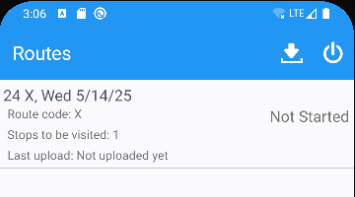 3:06 LTE
Routes
24 X, Wed 5/14/25
Route code: X
Not Started
Stops to be visited: 1
Last upload: Not uploaded yet